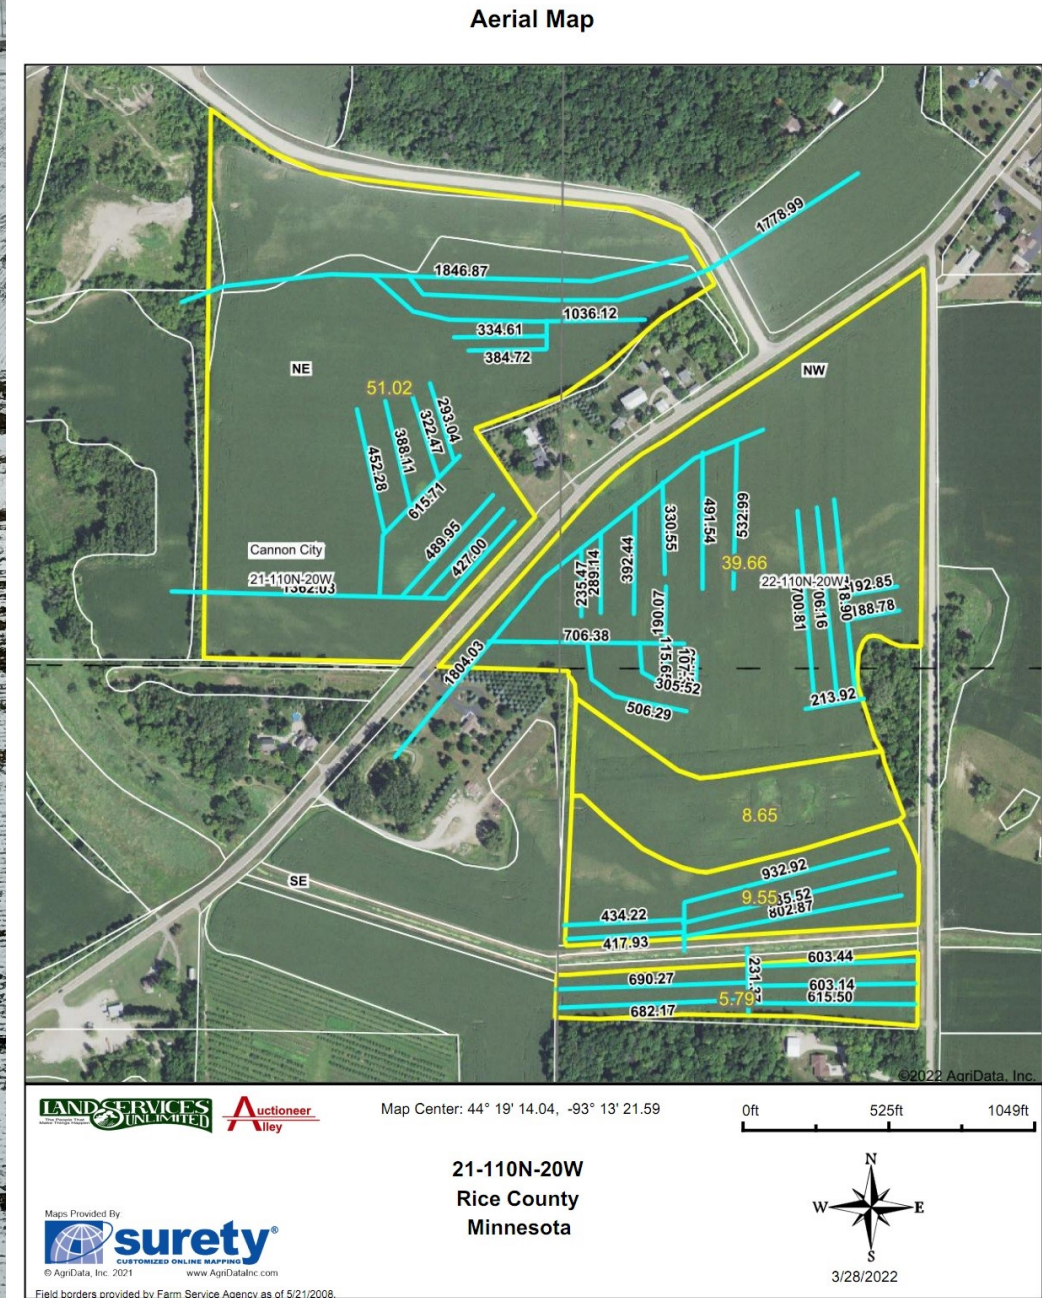 Aerial Map
1778.99
1846.87
1036.12
334.61
384.72
NE
NW
51.02
293.04
322.47
388.11
452.28
615.71
489.95
427.00
330.55
491.54
532.99
392.44
289.14
235.47
39.66
Cannon City
21-110N-20W
1362.03
22-110N-20W
192.85
188.78
700.81
706.38
190.07
1804.03
305.52
506.29
213.92
8.65
SE
932.92
9.55
802.87
434.22
417.93
603.44
690.27
603.14
5.79
615.50
682.17
©2022 AgriData, Inc.
LAND SERVICES
UNLIMITED
Auctioneer
Alley
Map Center: 44° 19' 14.04, -93° 13' 21.59
0ft 525ft 1049ft
21-110N-20W
Rice County
Minnesota
N
W E
S
3/28/2022
Maps Provided By:
surety®
CUSTOMIZED ONLINE MAPPING
© AgriData, Inc. 2021 www.AgriDataInc.com
Field borders provided by Farm Service Agency as of 5/21/2008.